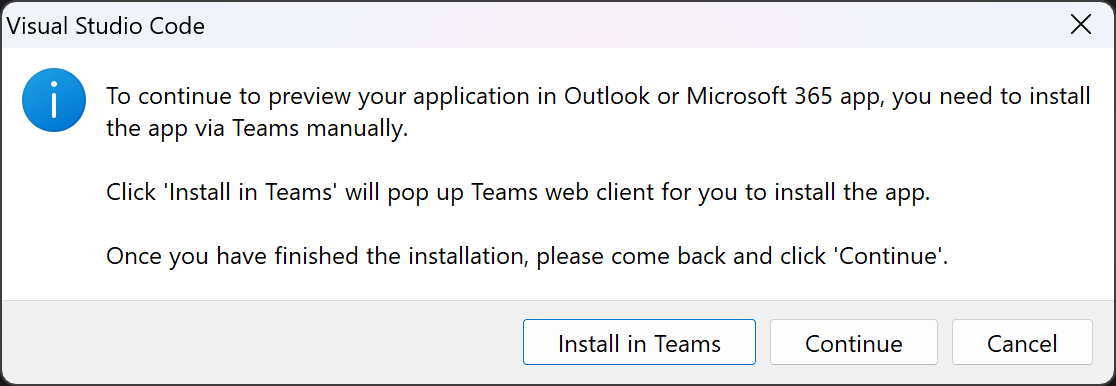 Visual Studio Code
To continue to preview your application in Outlook or Microsoft 365 app, you need to install
the app via Teams manually.
Click 'Install in Teams' will pop up Teams web client for you to install the app.
Once you have finished the installation, please come back and click 'Continue'.
Install in Teams
Continue
Cancel